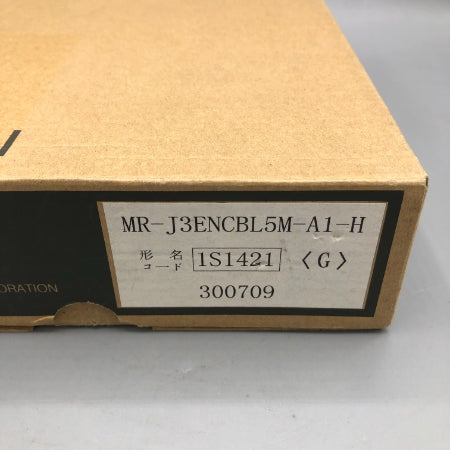 MR-J3ENCBL5M-A1-H
形 名
コード 1S1421 〈G〉
300709
ORATION